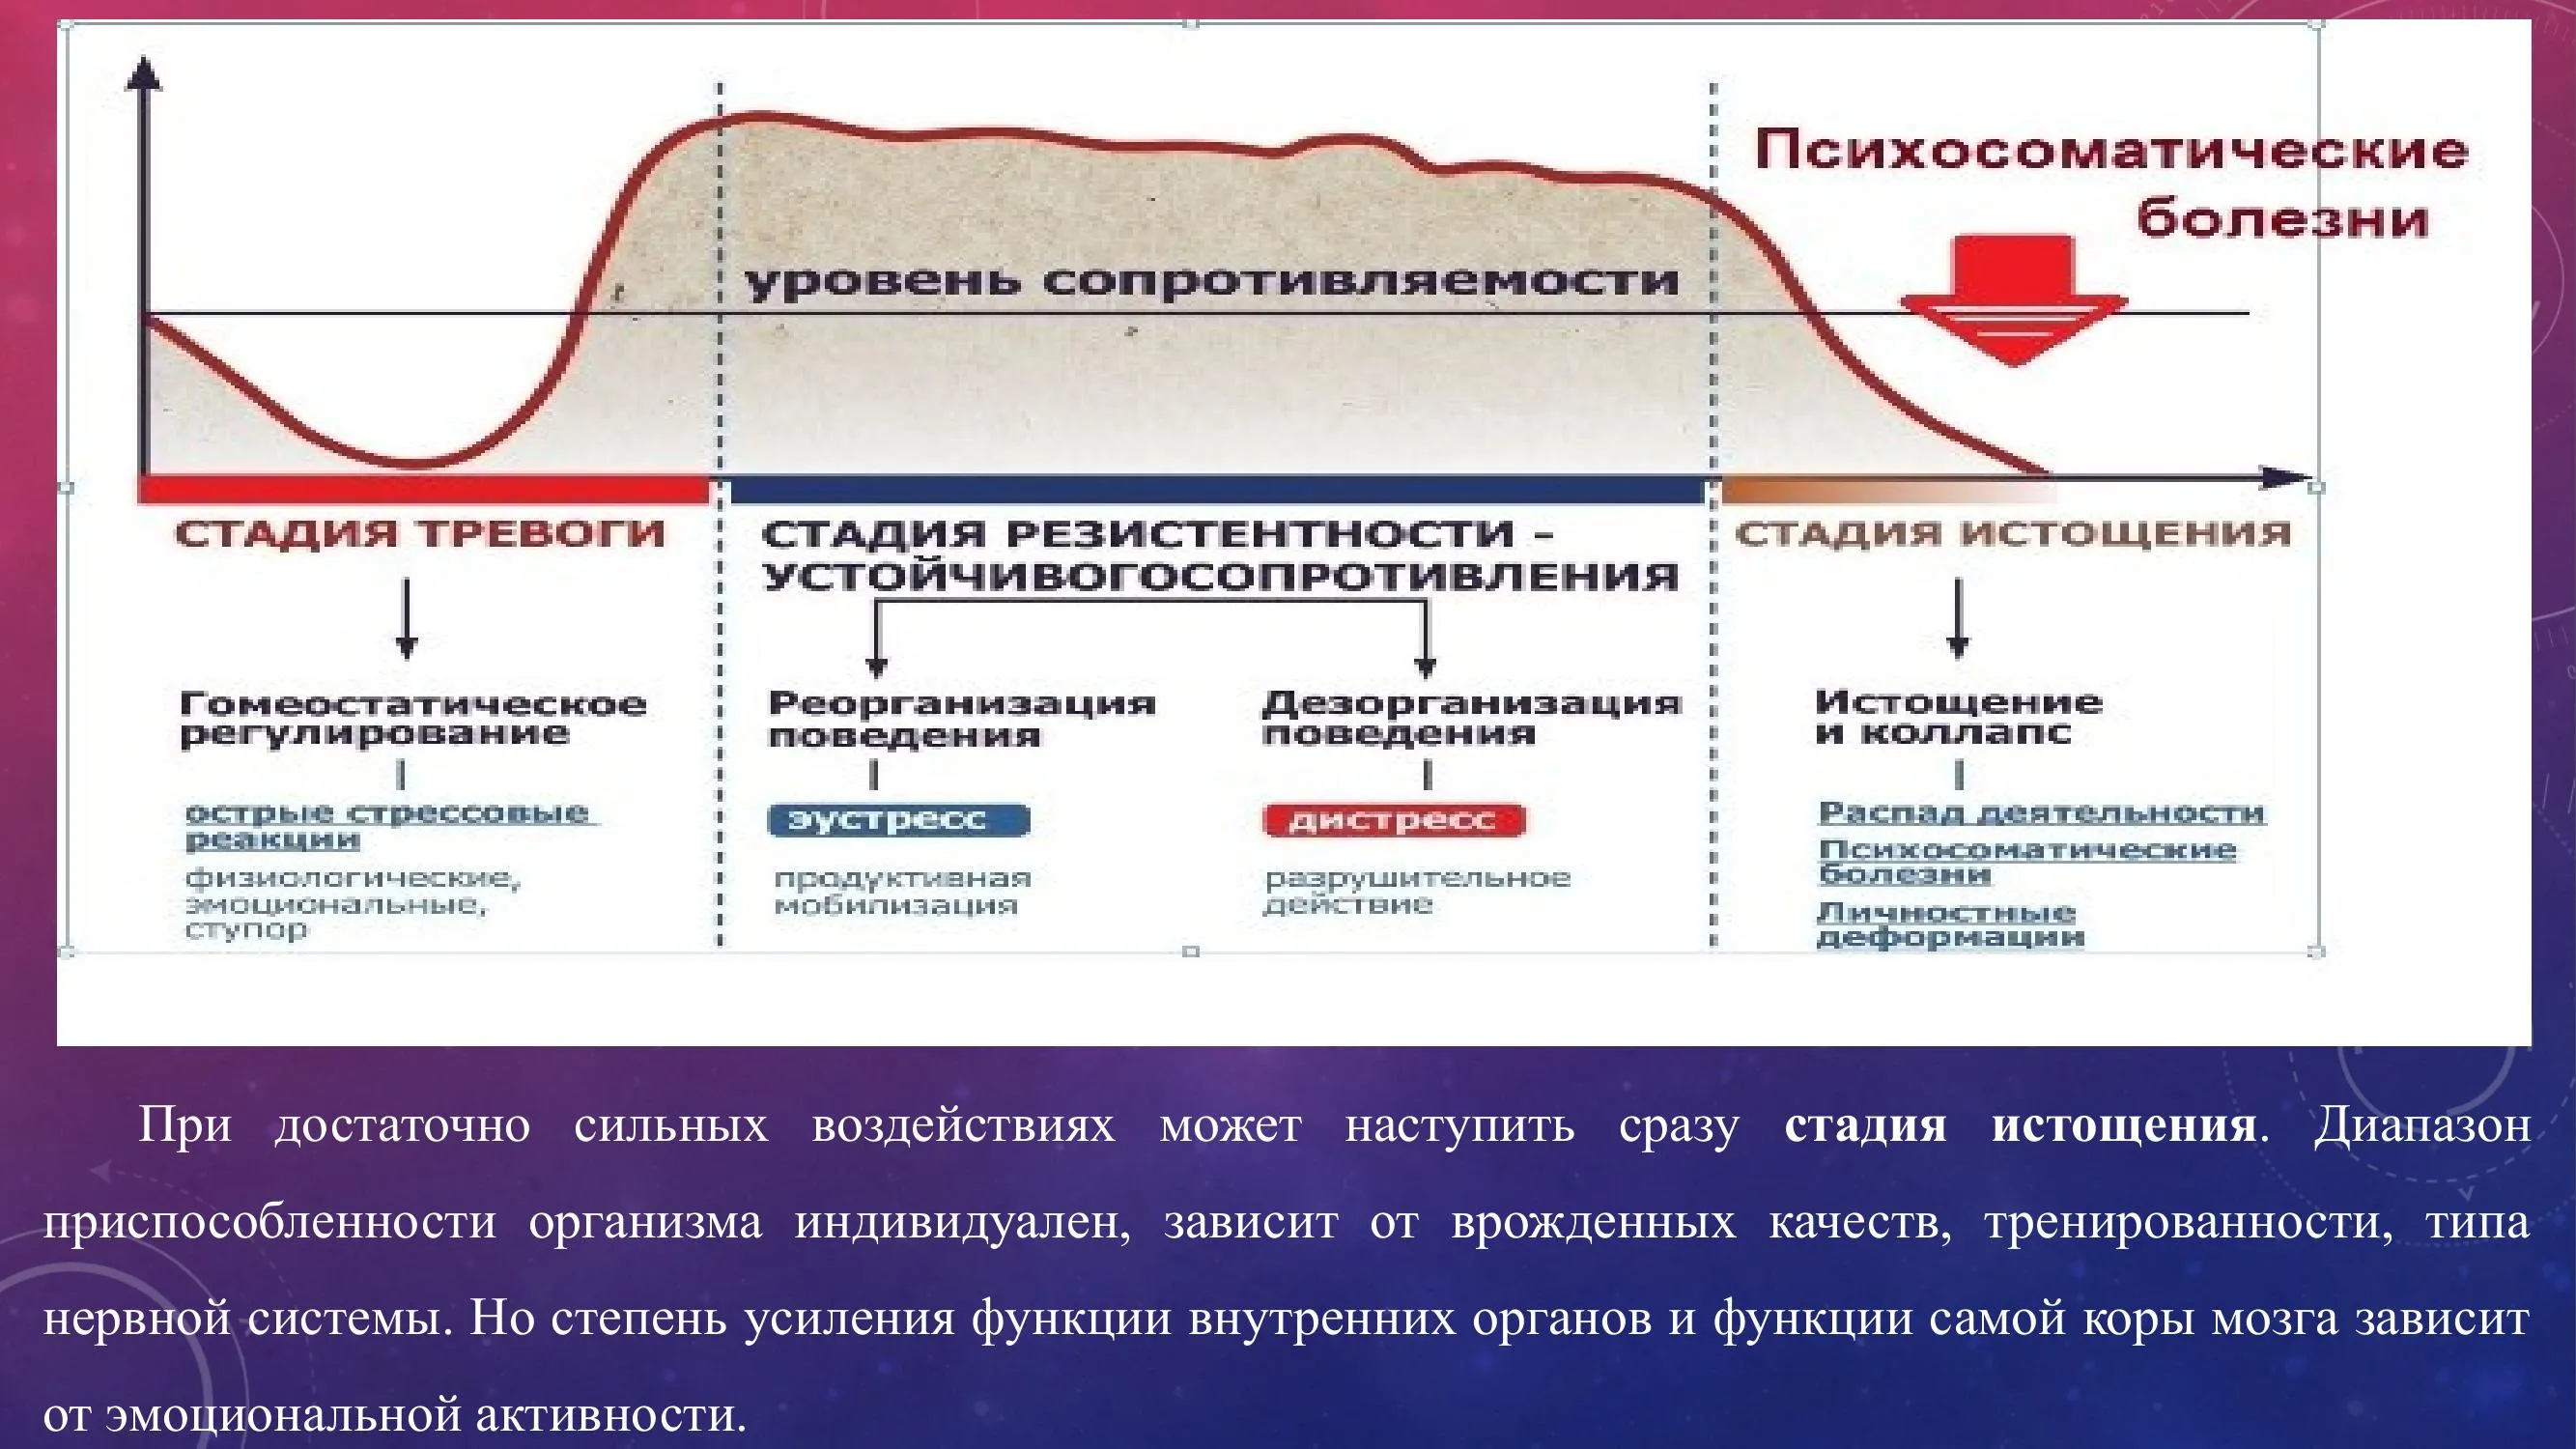 Психосоматические
болезни
уровень сопротивляемости
СТАДИЯ ТРЕВОГИ
Гомеостатическое
регулирование
острые стрессовые
реакции
физиологические,
эмоциональные,
ступор
СТАДИЯ РЕЗИСТЕНТНОСТИ –
УСТОЙЧИВОГОСОПРОТИВЛЕНИЯ
Реорганизация
поведения
эустресс
продуктивная
мобилизация
Дезорганизация
поведения
дистресс
разрушительное
действие
СТАДИЯ ИСТОЩЕНИЯ
Истощение
и коллапс
Распад деятельности
Психосоматические
болезни
Личностные
деформации
При достаточно сильных воздействиях может наступить сразу стадия истощения. Диапазон
приспособленности организма индивидуален, зависит от врожденных качеств, тренированности, типа
нервной системы. Но степень усиления функции внутренних органов и функции самой коры мозга зависит
от эмоциональной активности.